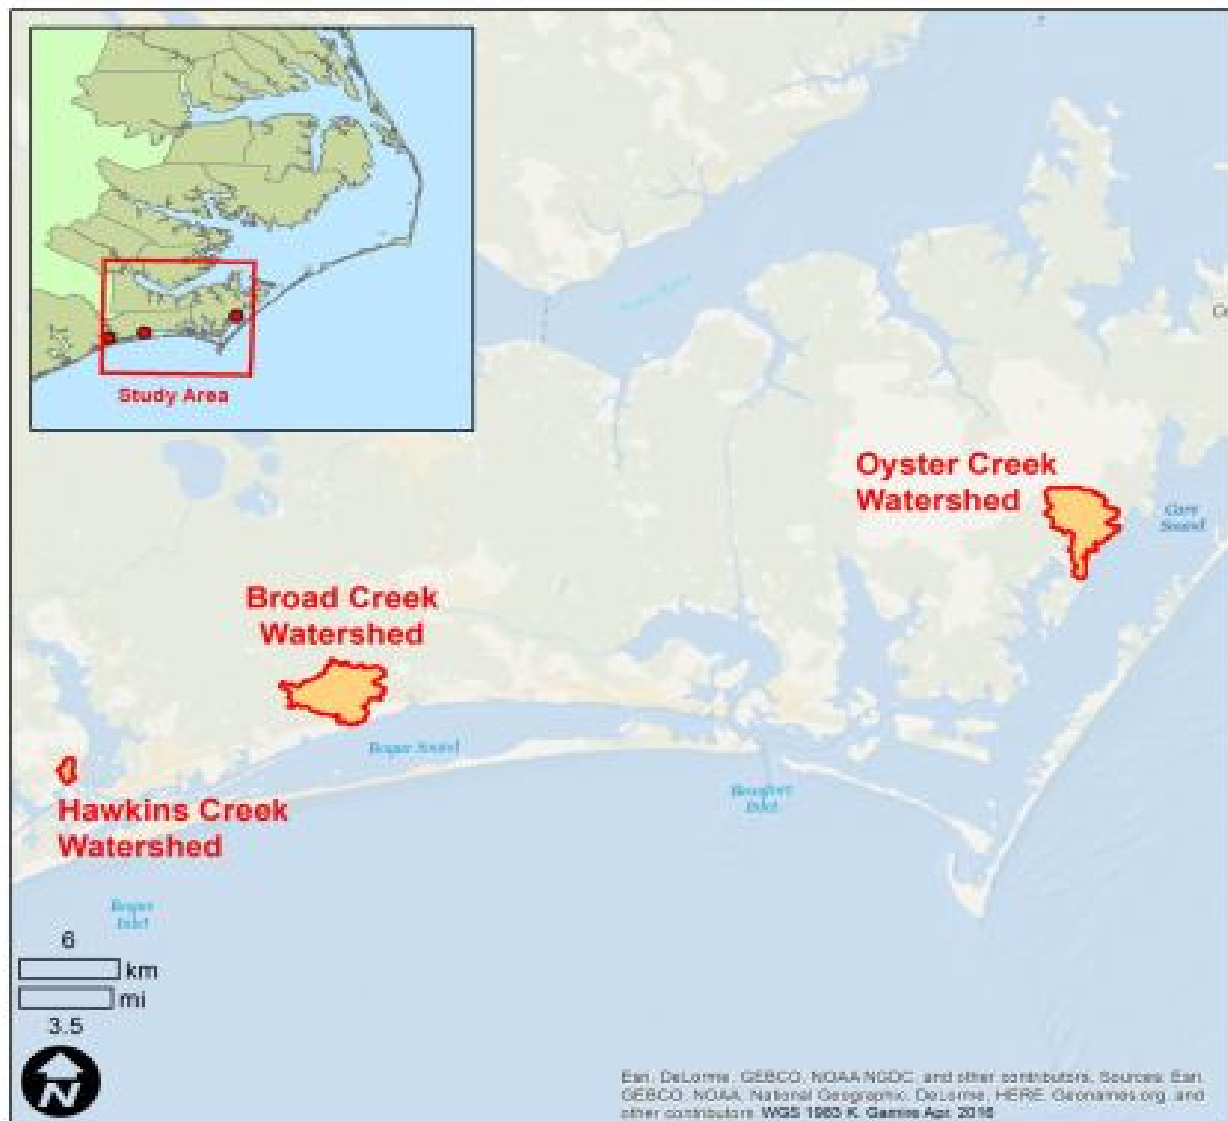 Study Area
Oyster Creek
Watershed
Core
Sound
Broad Creek
Watershed
Bogue Sound
Beaufort
Inlet
Hawkins Creek
Watershed
Bogue
Inlet
6
km
mi
3.5
N
Esri, DeLorme, GEBCO, NOAA NGDC, and other contributors, Sources: Esri,
GEBCO, NOAA, National Geographic, DeLorme, HERE, Geonames.org, and
other contributors WGS 1983 K. Gamire Apr. 2016